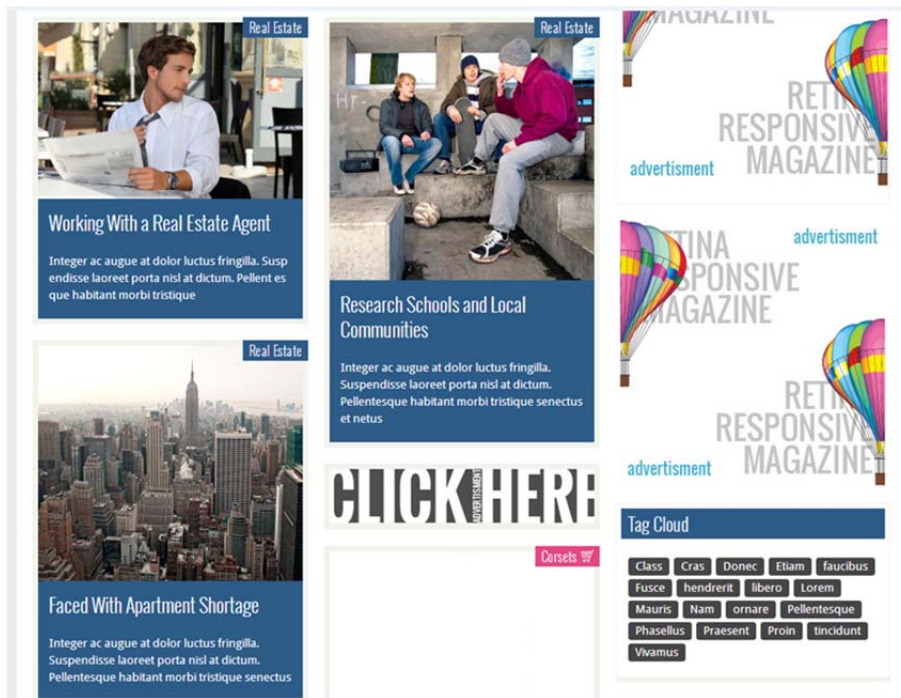 Real Estate
Working With a Real Estate Agent
Integer ac augue at dolor luctus fringilla. Susp
endisse laoreet porta nisl at dictum. Pellent es
que habitant morbi tristique
Real Estate
Faced With Apartment Shortage
Integer ac augue at dolor luctus fringilla.
Suspendisse laoreet porta nisl at dictum.
Pellentesque habitant morbi tristique senectus
Real Estate
Research Schools and Local
Communities
Integer ac augue at dolor luctus fringilla.
Suspendisse laoreet porta nisl at dictum.
Pellentesque habitant morbi tristique senectus
et netus
CLICK ADVERTISMENT HERE
Corsets
MAGAZINE
RETIN
RESPONSIVE
MAGAZINE
advertisment
advertisment
TINA
SPONSIVE
MAGAZINE
RETIN
RESPONSIVE
MAGAZINE
advertisment
Tag Cloud
Class Cras Donec Etiam faucibus
Fusce hendrerit libero Lorem
Mauris Nam ornare Pellentesque
Phasellus Praesent Proin tincidunt
Vivamus